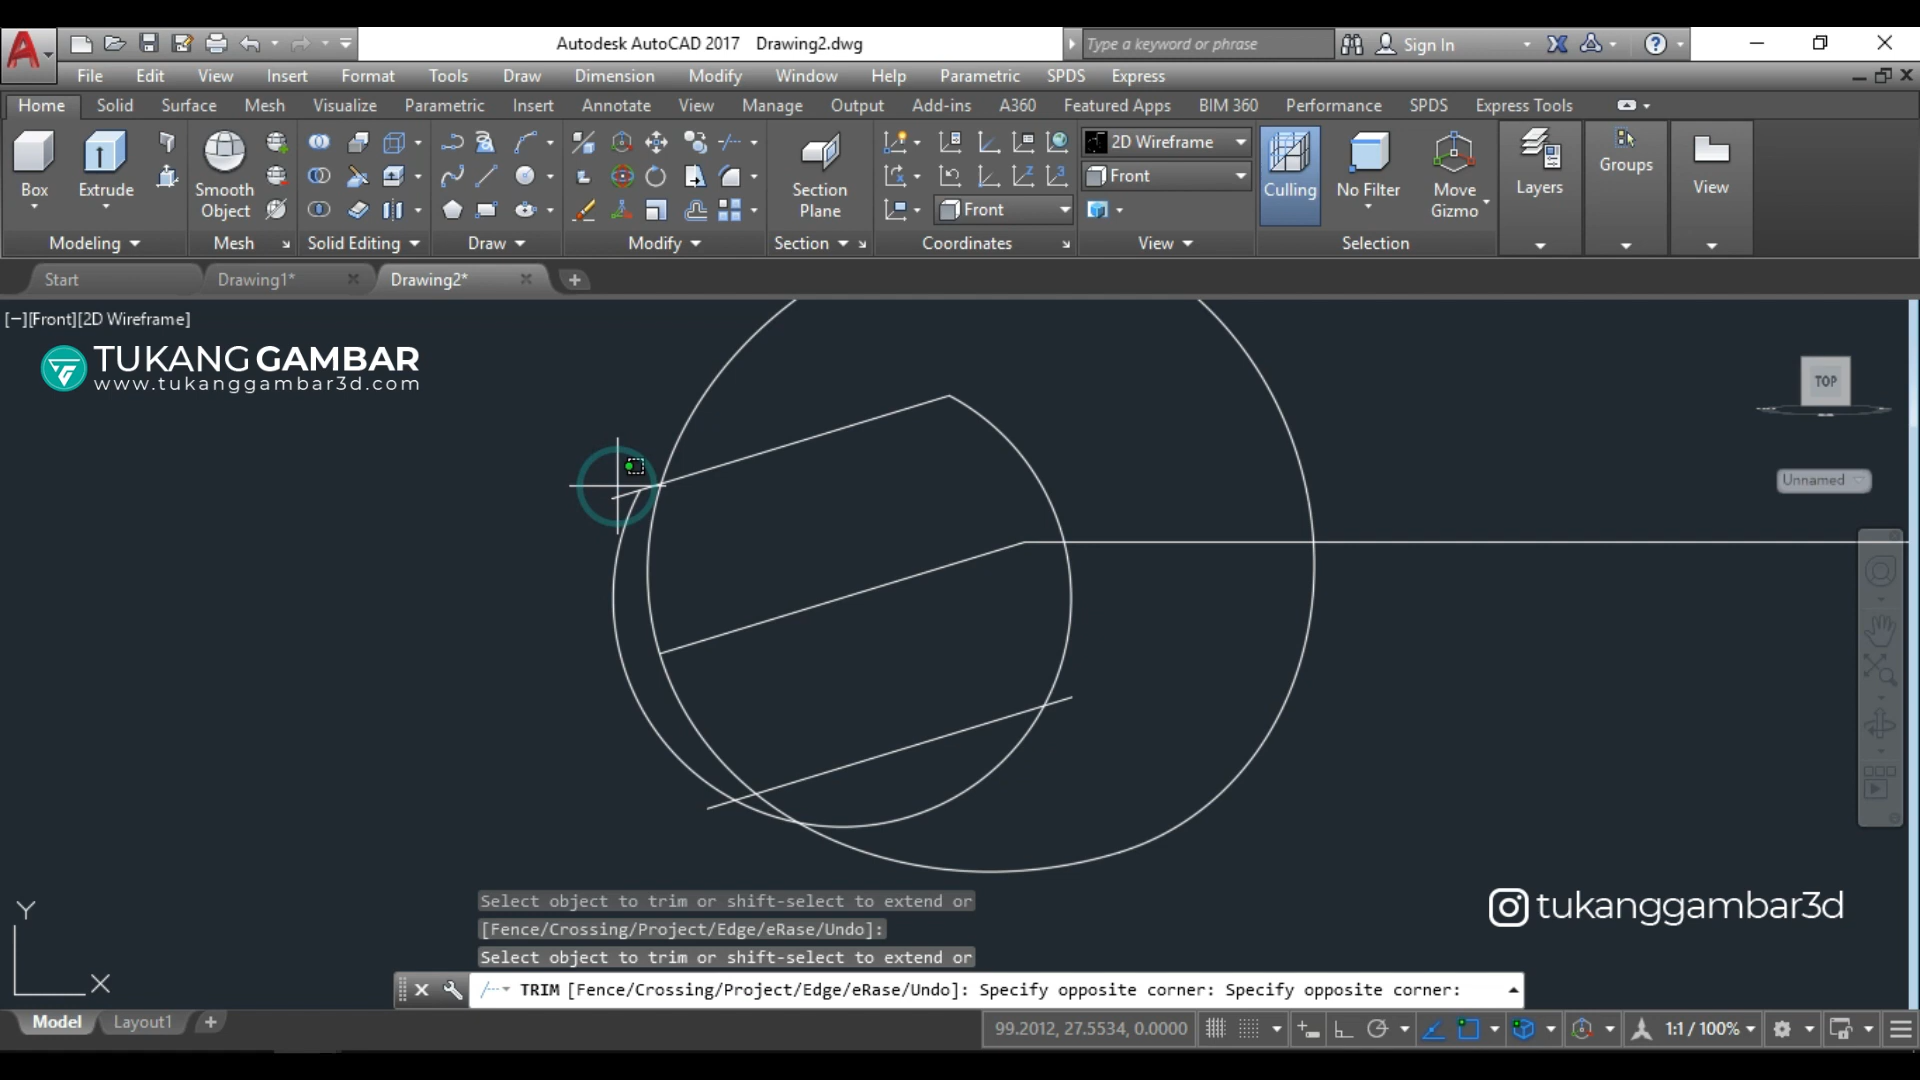 Autodesk AutoCAD 2017 Drawing2.dwg
Type a keyword or phrase
Sign In
File Edit View Insert Format Tools Draw Dimension Modify Window Help Parametric SPDS Express
Home Solid Surface Mesh Visualize Parametric Insert Annotate View Manage Output Add-ins A360 Featured Apps BIM 360 Performance SPDS Express Tools
2D Wireframe
Front
Front
Box Extrude
Smooth Object
Section Plane
Culling No Filter
Move Gizmo
Layers
Groups
View
Modeling Mesh Solid Editing Draw Modify Section Coordinates View Selection
Start Drawing1* Drawing2*
[−][Front][2D Wireframe]
TUKANG GAMBAR
www.tukanggambar3d.com
TOP
Unnamed
Y
X
tukanggambar3d
Select object to trim or shift-select to extend or
[Fence/Crossing/Project/Edge/eRase/Undo]:
Select object to trim or shift-select to extend or
TRIM [Fence/Crossing/Project/Edge/eRase/Undo]: Specify opposite corner: Specify opposite corner:
Model Layout1
99.2012, 27.5534, 0.0000
1:1 / 100%